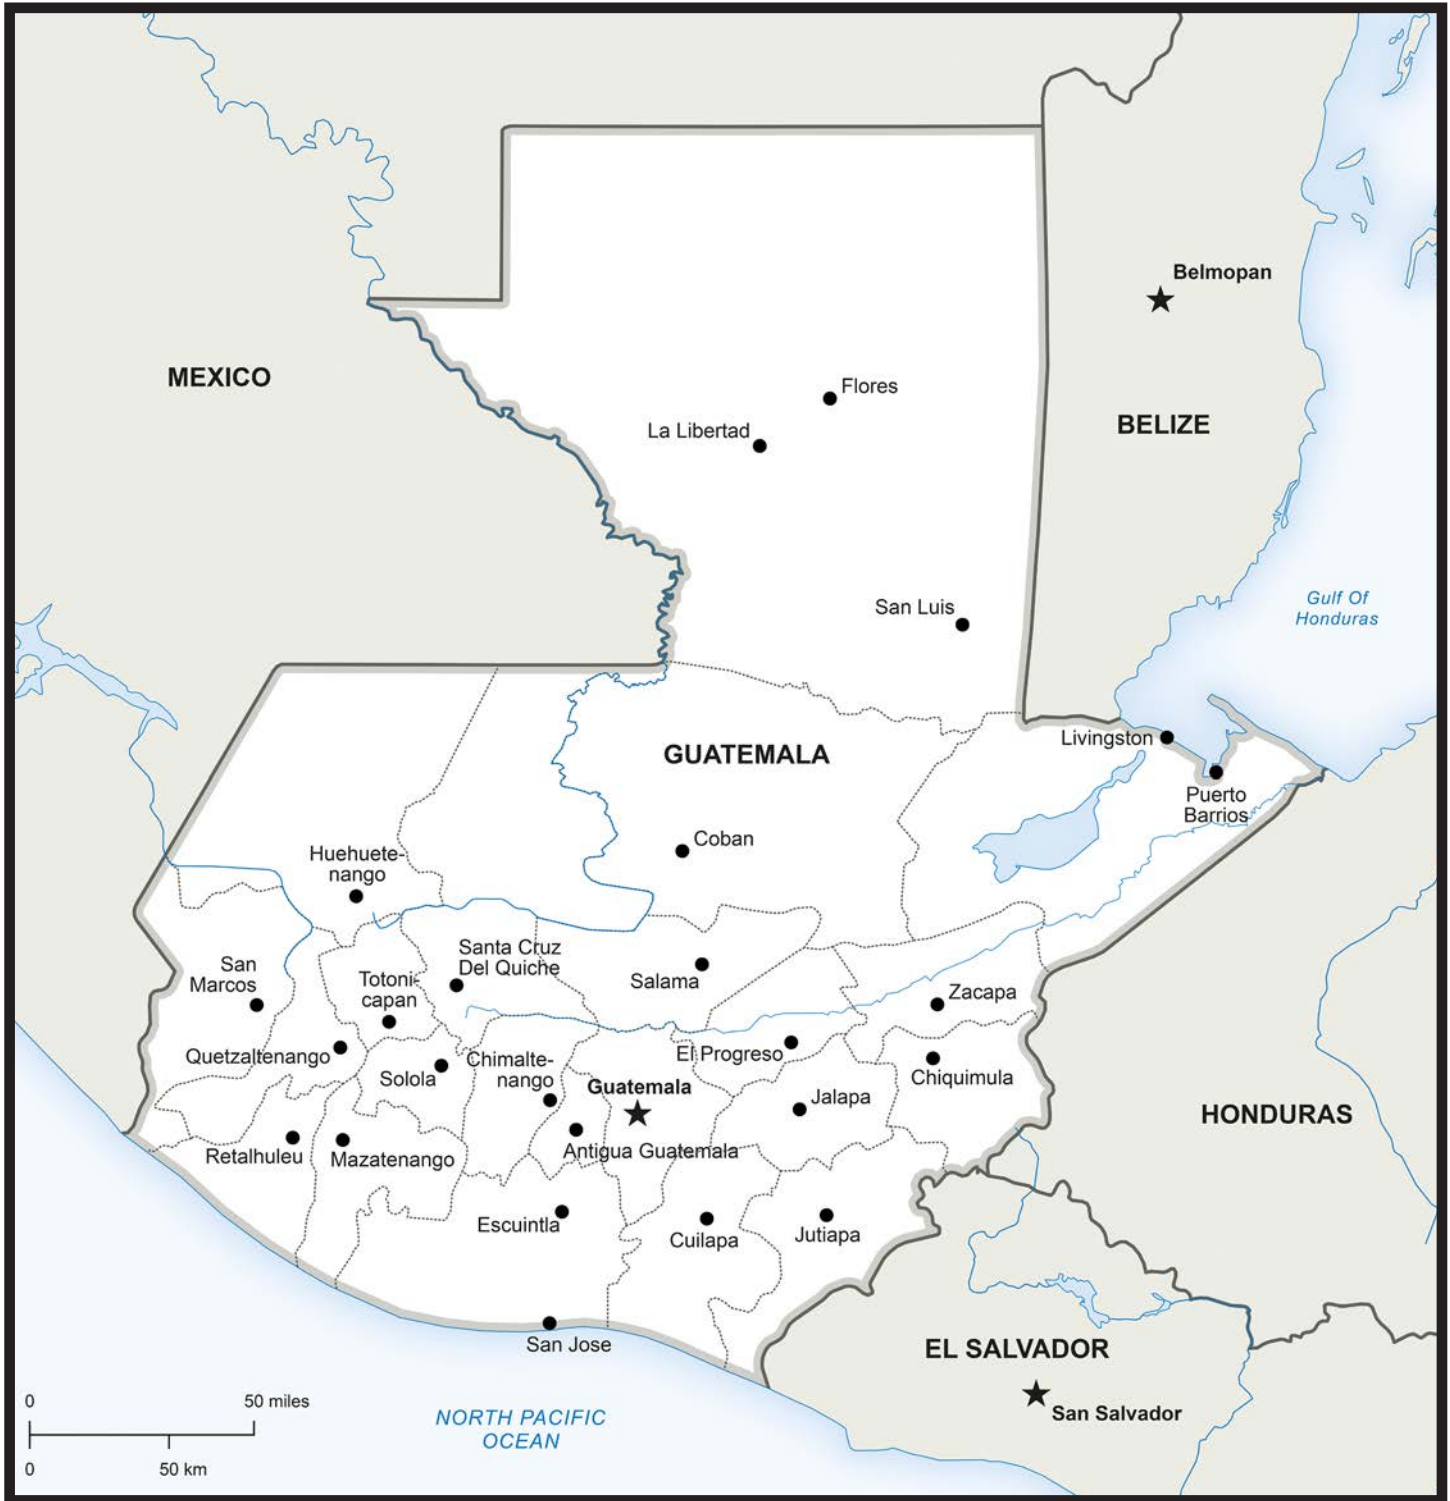 Belmopan
MEXICO
Flores
BELIZE
La Libertad
Gulf Of
Honduras
San Luis
Livingston
GUATEMALA
Puerto
Barrios
Coban
Huehuete-
nango
Santa Cruz
Del Quiche
San
Marcos
Totoni-
capan
Salama
Zacapa
Quetzaltenango
Chimalte-
nango
El Progreso
Solola
Chiquimula
Guatemala
Jalapa
HONDURAS
Antigua Guatemala
Retalhuleu
Mazatenango
Escuintla
Cuilapa
Jutiapa
San Jose
EL SALVADOR
San Salvador
NORTH PACIFIC
OCEAN
0 50 miles
0 50 km